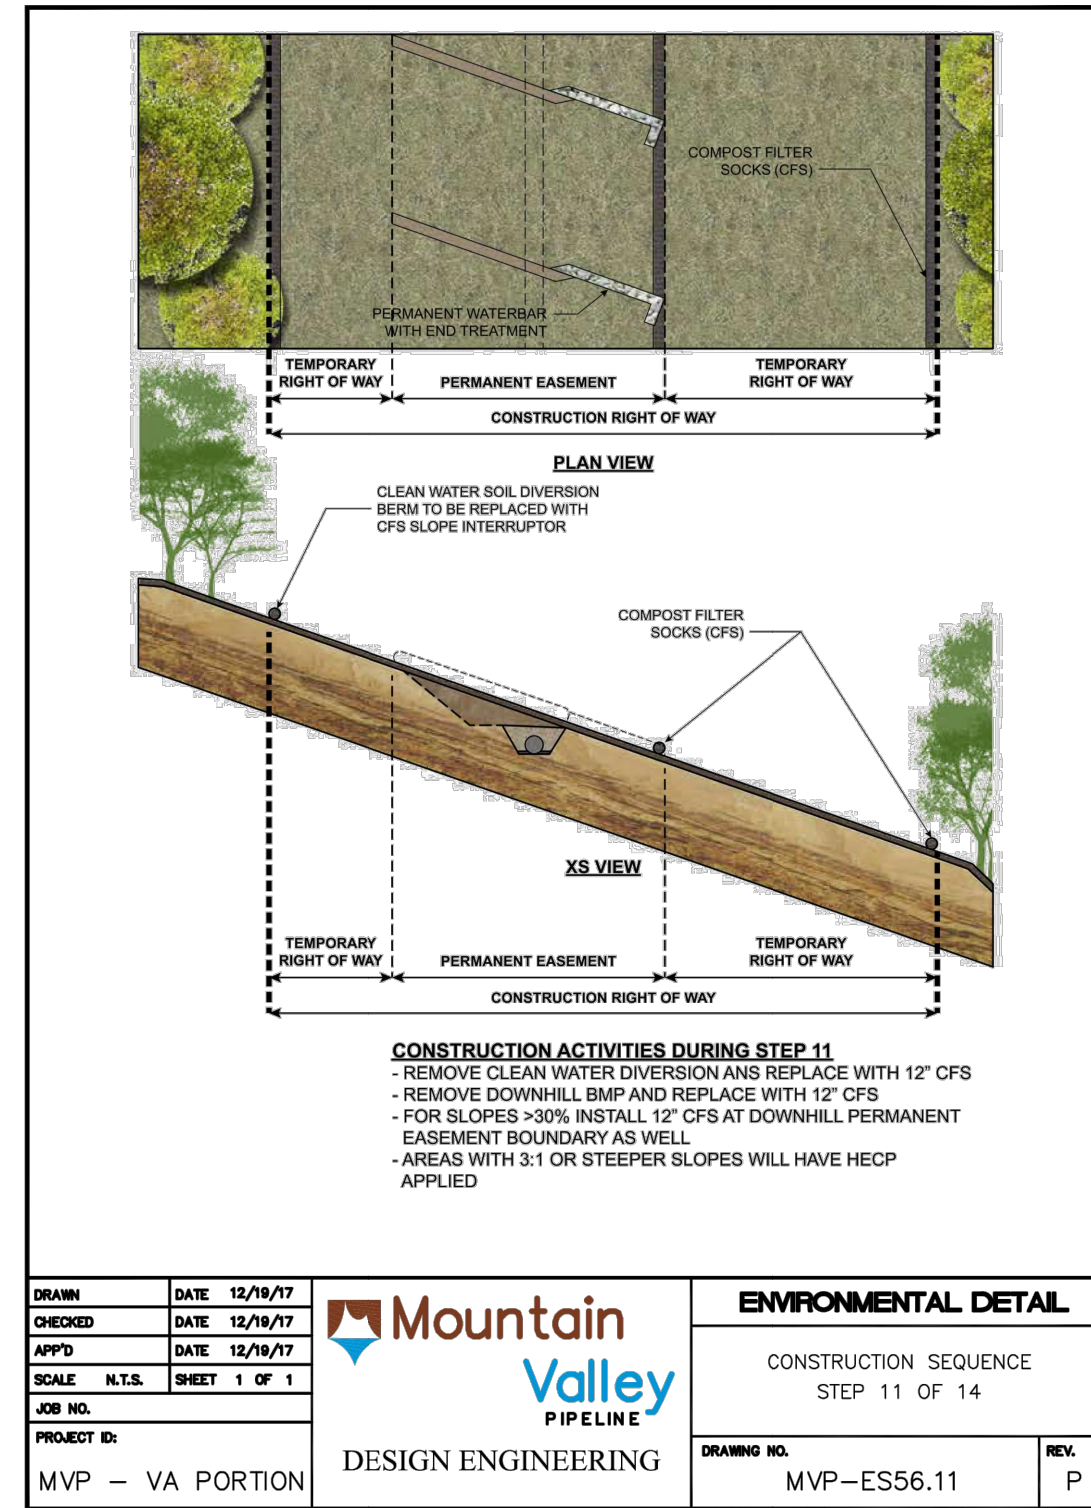 COMPOST FILTER
SOCKS (CFS)
PERMANENT WATERBAR
WITH END TREATMENT
TEMPORARY
RIGHT OF WAY
PERMANENT EASEMENT
TEMPORARY
RIGHT OF WAY
CONSTRUCTION RIGHT OF WAY
PLAN VIEW
CLEAN WATER SOIL DIVERSION
BERM TO BE REPLACED WITH
CFS SLOPE INTERRUPTOR
COMPOST FILTER
SOCKS (CFS)
XS VIEW
TEMPORARY
RIGHT OF WAY
PERMANENT EASEMENT
TEMPORARY
RIGHT OF WAY
CONSTRUCTION RIGHT OF WAY
CONSTRUCTION ACTIVITIES DURING STEP 11
- REMOVE CLEAN WATER DIVERSION ANS REPLACE WITH 12” CFS
- REMOVE DOWNHILL BMP AND REPLACE WITH 12” CFS
- FOR SLOPES >30% INSTALL 12” CFS AT DOWNHILL PERMANENT
EASEMENT BOUNDARY AS WELL
- AREAS WITH 3:1 OR STEEPER SLOPES WILL HAVE HECP
APPLIED
DRAWN DATE 12/19/17
CHECKED DATE 12/19/17
APP'D DATE 12/19/17
SCALE N.T.S. SHEET 1 OF 1
JOB NO.
PROJECT ID:
MVP – VA PORTION
Mountain
Valley
PIPELINE
DESIGN ENGINEERING
ENVIRONMENTAL DETAIL
CONSTRUCTION SEQUENCE
STEP 11 OF 14
DRAWING NO.
MVP–ES56.11
REV.
P